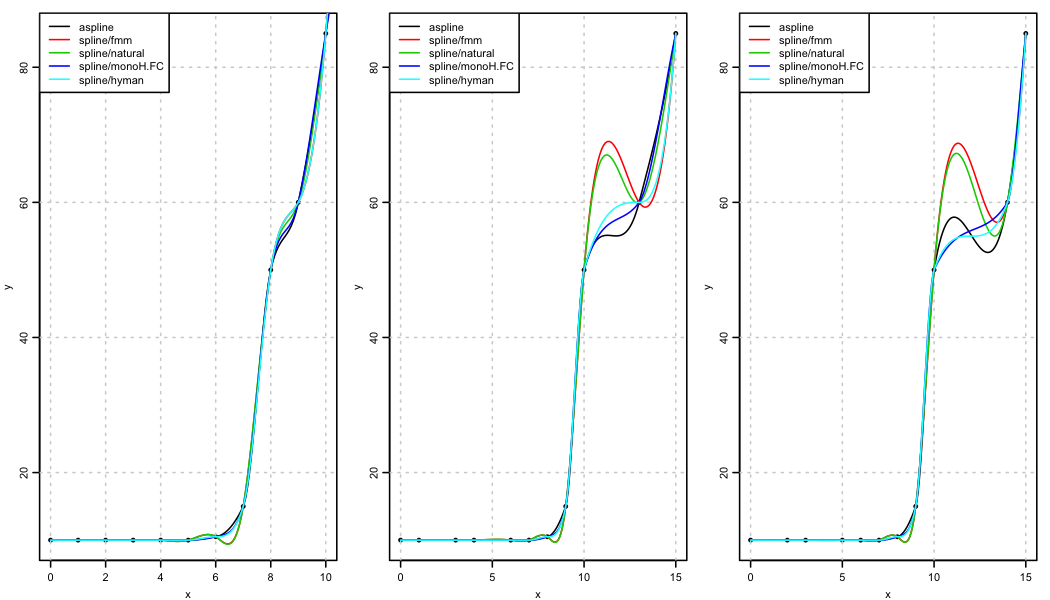 aspline
spline/fmm
spline/natural
spline/monoH.FC
spline/hyman
y
20 40 60 80
0 2 4 6 8 10
x
aspline
spline/fmm
spline/natural
spline/monoH.FC
spline/hyman
y
20 40 60 80
0 5 10 15
x
aspline
spline/fmm
spline/natural
spline/monoH.FC
spline/hyman
y
20 40 60 80
0 5 10 15
x